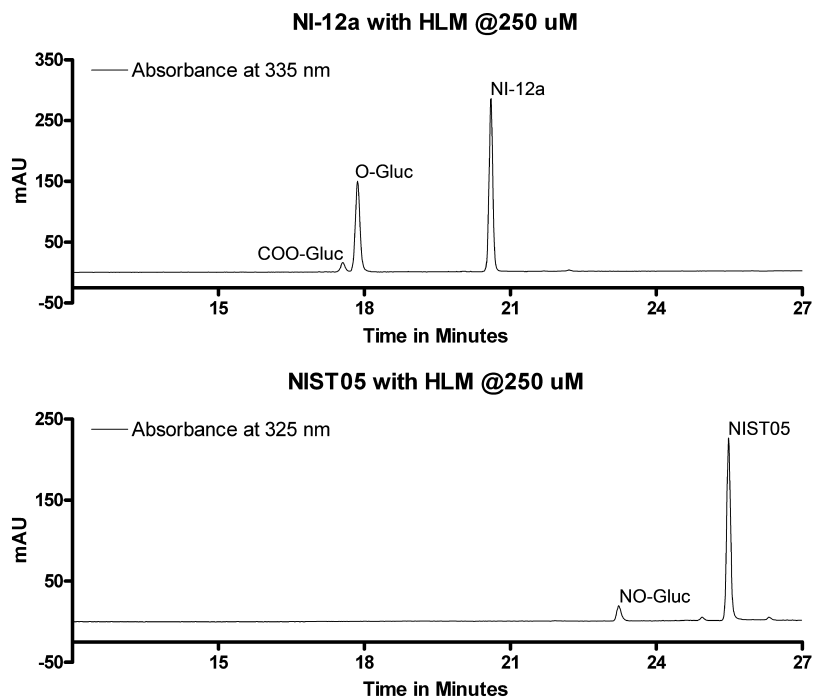 NI-12a with HLM @250 uM
350
Absorbance at 335 nm
NI-12a
250
O-Gluc
150
mAU
50
COO-Gluc
-50
15 18 21 24 27
Time in Minutes
NIST05 with HLM @250 uM
250
Absorbance at 325 nm
NIST05
150
mAU
50
NO-Gluc
-50
15 18 21 24 27
Time in Minutes